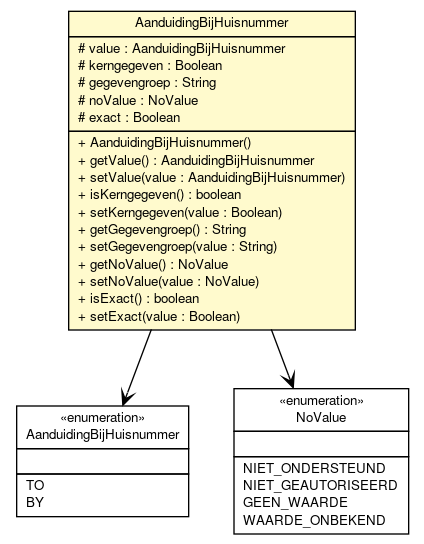 AanduidingBijHuisnummer
# value : AanduidingBijHuisnummer
# kerngegeven : Boolean
# gegevengroep : String
# noValue : NoValue
# exact : Boolean
+ AanduidingBijHuisnummer()
+ getValue() : AanduidingBijHuisnummer
+ setValue(value : AanduidingBijHuisnummer)
+ isKerngegeven() : boolean
+ setKerngegeven(value : Boolean)
+ getGegevengroep() : String
+ setGegevengroep(value : String)
+ getNoValue() : NoValue
+ setNoValue(value : NoValue)
+ isExact() : boolean
+ setExact(value : Boolean)
«enumeration»
AanduidingBijHuisnummer
TO
BY
«enumeration»
NoValue
NIET_ONDERSTEUND
NIET_GEAUTORISEERD
GEEN_WAARDE
WAARDE_ONBEKEND